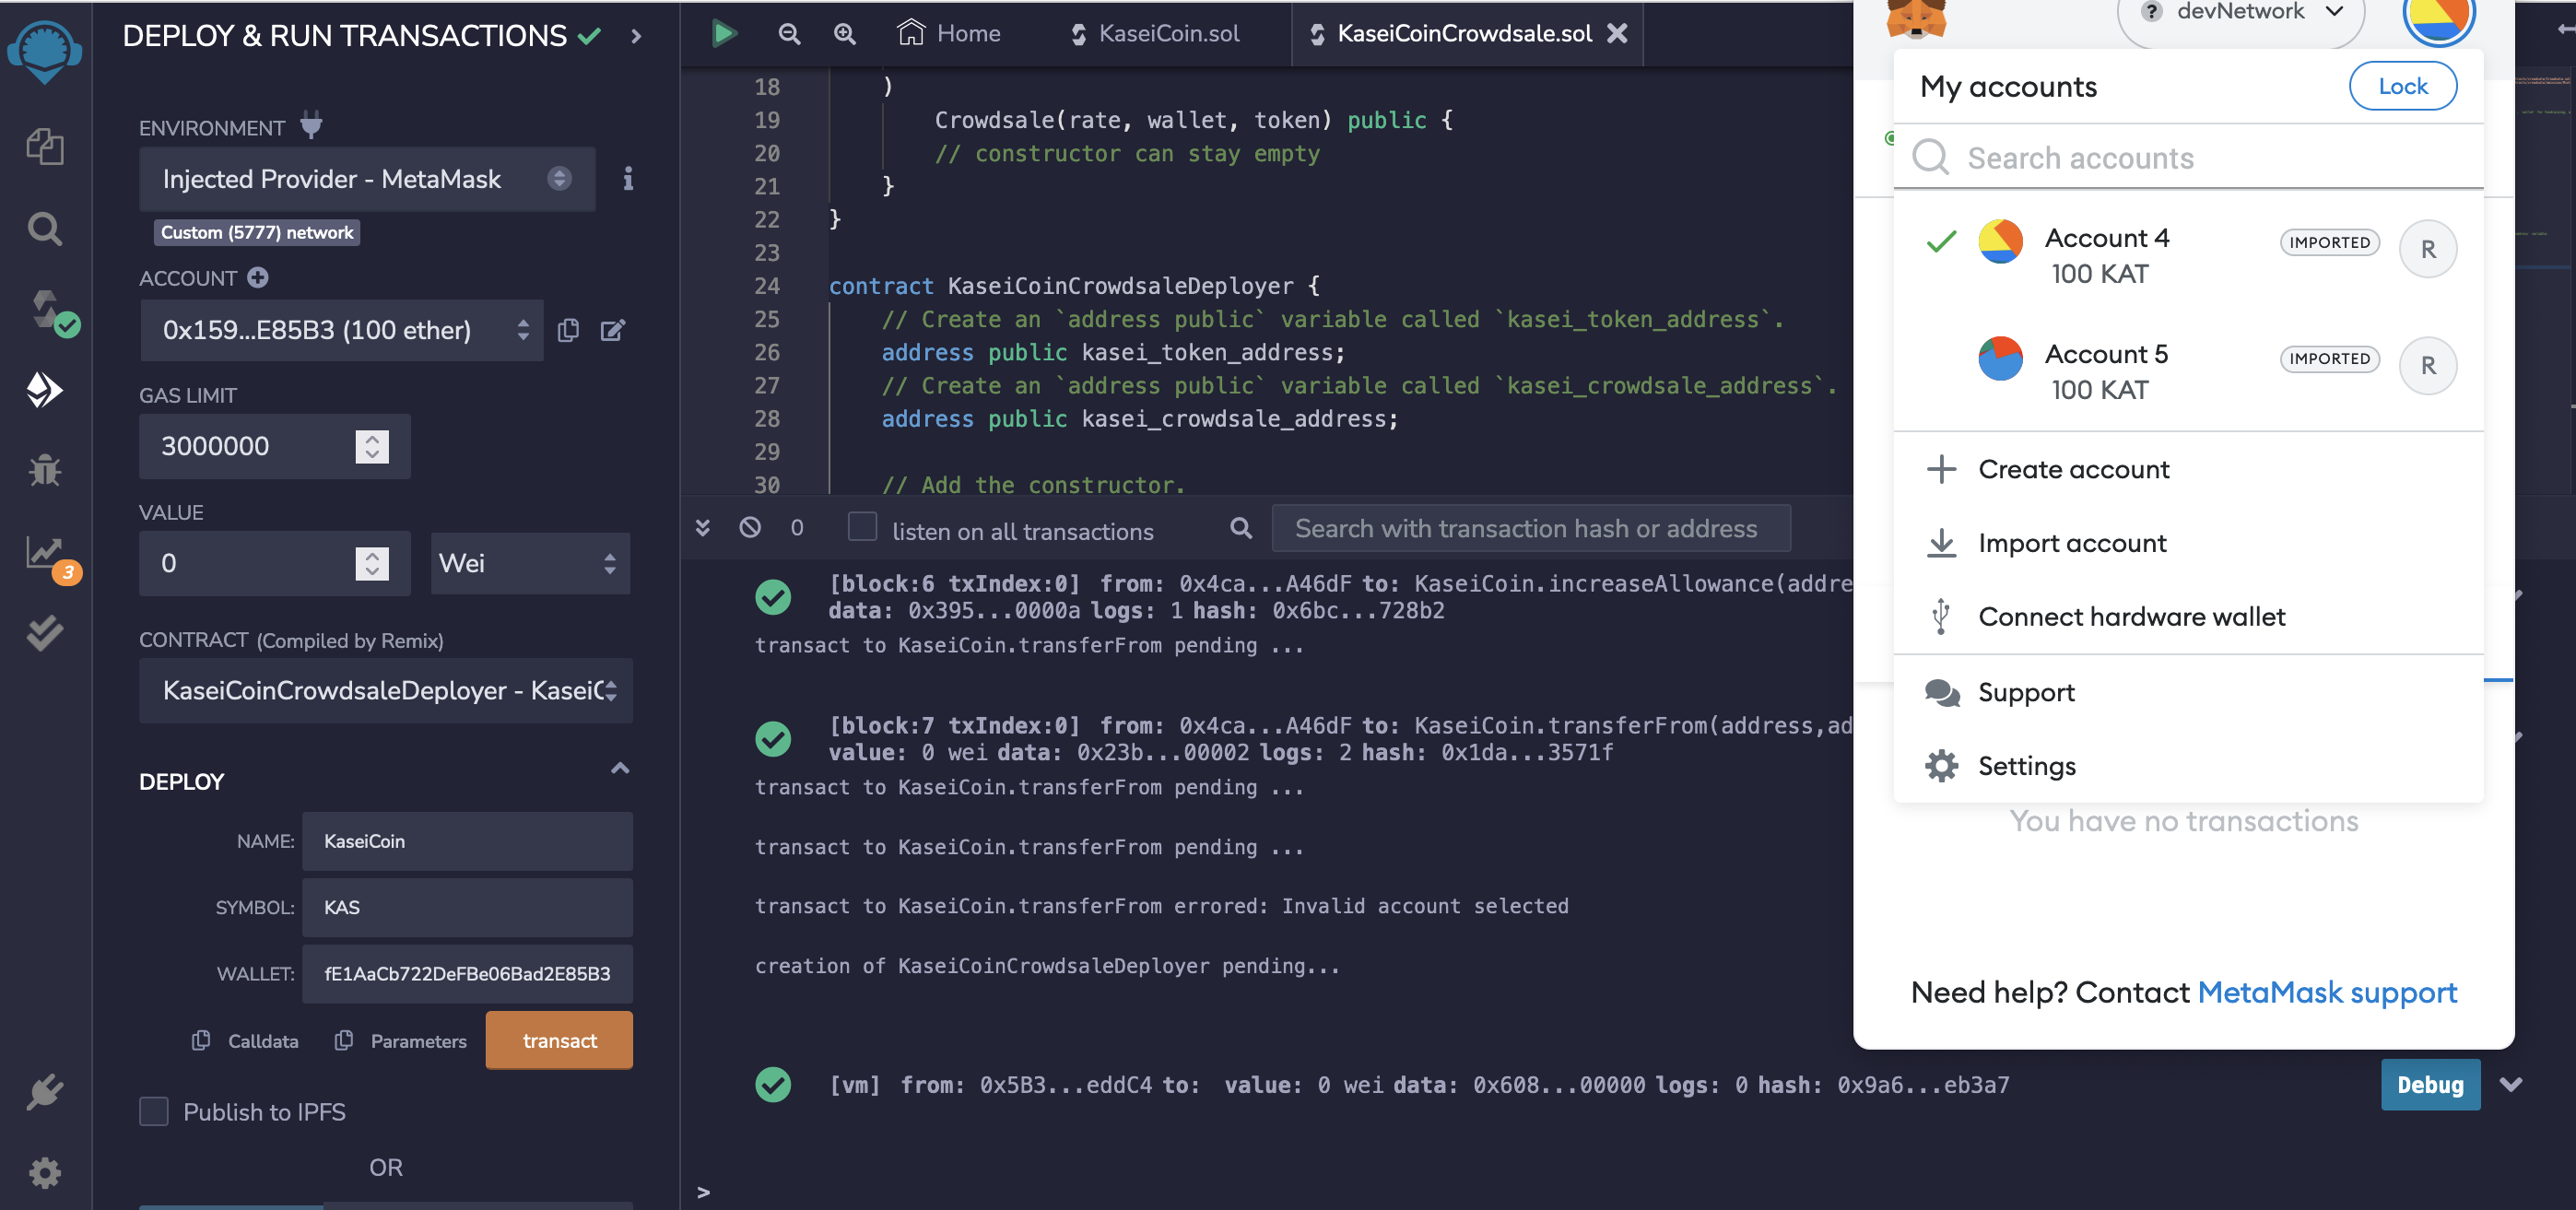 DEPLOY & RUN TRANSACTIONS
ENVIRONMENT
Injected Provider - MetaMask
Custom (5777) network
ACCOUNT
0x159...E85B3 (100 ether)
GAS LIMIT
3000000
VALUE
0
Wei
CONTRACT (Compiled by Remix)
KaseiCoinCrowdsaleDeployer - KaseiC
DEPLOY
NAME: KaseiCoin
SYMBOL: KAS
WALLET: fE1AaCb722DeFBe06Bad2E85B3
Calldata Parameters transact
Publish to IPFS
OR
3
Home KaseiCoin.sol KaseiCoinCrowdsale.sol
18 )
19 Crowdsale(rate, wallet, token) public {
20 // constructor can stay empty
21 }
22 }
23
24 contract KaseiCoinCrowdsaleDeployer {
25 // Create an `address public` variable called `kasei_token_address`.
26 address public kasei_token_address;
27 // Create an `address public` variable called `kasei_crowdsale_address`.
28 address public kasei_crowdsale_address;
29
30 // Add the constructor.
0 listen on all transactions Search with transaction hash or address
[block:6 txIndex:0] from: 0x4ca...A46dF to: KaseiCoin.increaseAllowance(addre
data: 0x395...0000a logs: 1 hash: 0x6bc...728b2
transact to KaseiCoin.transferFrom pending ...
[block:7 txIndex:0] from: 0x4ca...A46dF to: KaseiCoin.transferFrom(address,ad
value: 0 wei data: 0x23b...00002 logs: 2 hash: 0x1da...3571f
transact to KaseiCoin.transferFrom pending ...
transact to KaseiCoin.transferFrom pending ...
transact to KaseiCoin.transferFrom errored: Invalid account selected
creation of KaseiCoinCrowdsaleDeployer pending...
[vm] from: 0x5B3...eddC4 to: value: 0 wei data: 0x608...00000 logs: 0 hash: 0x9a6...eb3a7
Debug
>
? devNetwork
My accounts
Lock
Search accounts
Account 4
IMPORTED
R
100 KAT
Account 5
IMPORTED
R
100 KAT
Create account
Import account
Connect hardware wallet
Support
Settings
You have no transactions
Need help? Contact MetaMask support